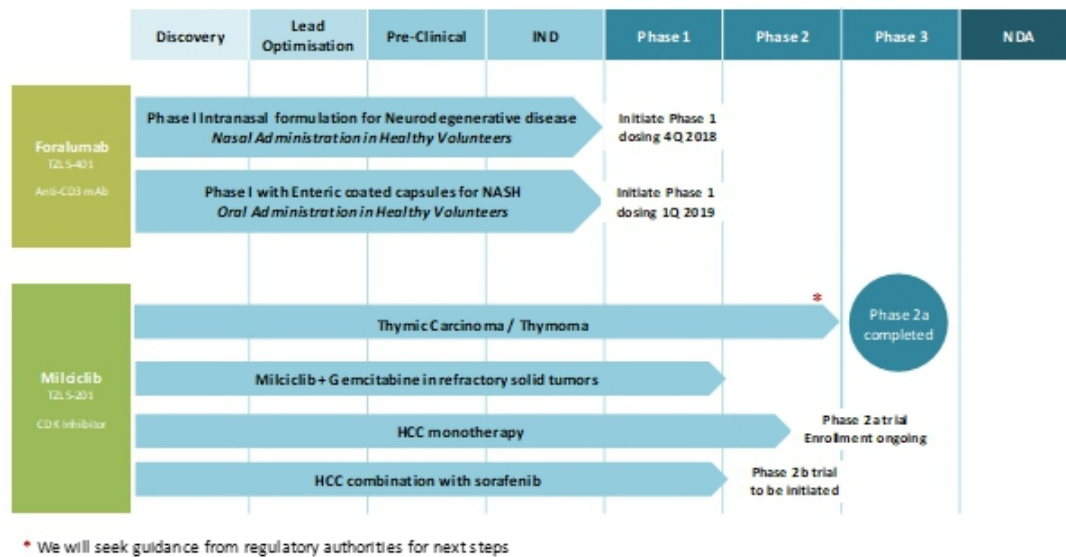 Discovery
Lead
Optimisation
Pre-Clinical
IND
Phase 1
Phase 2
Phase 3
NDA
Foralumab
TZLS-401
Anti-CD3 mAb
Phase I Intranasal formulation for Neurodegenerative disease
Nasal Administration in Healthy Volunteers
Initiate Phase 1
dosing 4Q 2018
Phase I with Enteric coated capsules for NASH
Oral Administration in Healthy Volunteers
Initiate Phase 1
dosing 1Q 2019
Milciclib
TZLS-201
CDK Inhibitor
*
Thymic Carcinoma / Thymoma
Phase 2a
completed
Milciclib + Gemcitabine in refractory solid tumors
HCC monotherapy
Phase 2a trial
Enrollment ongoing
HCC combination with sorafenib
Phase 2b trial
to be initiated
* We will seek guidance from regulatory authorities for next steps